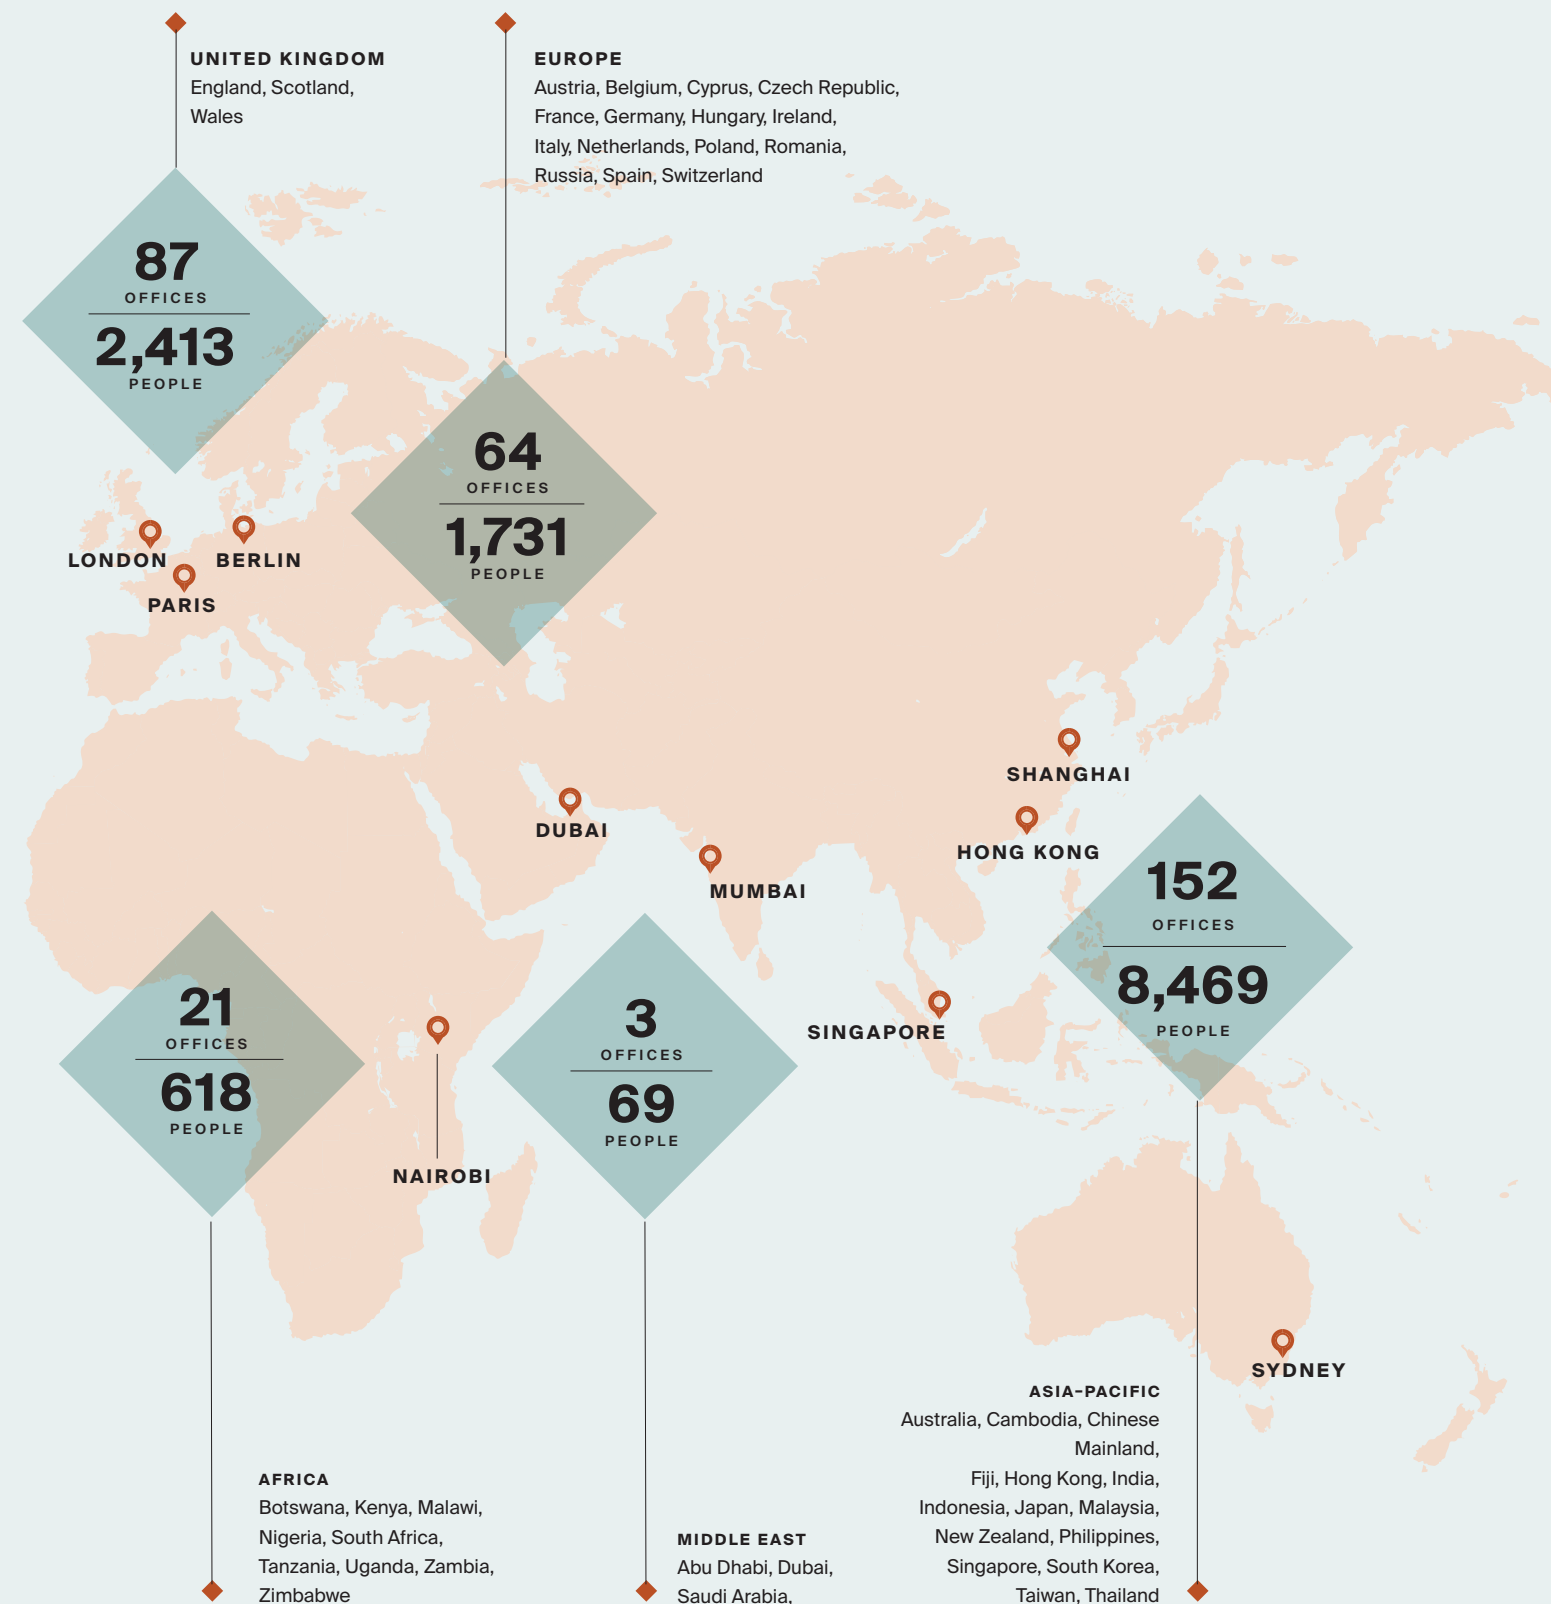 UNITED KINGDOM
England, Scotland,
Wales
EUROPE
Austria, Belgium, Cyprus, Czech Republic,
France, Germany, Hungary, Ireland,
Italy, Netherlands, Poland, Romania,
Russia, Spain, Switzerland
87
OFFICES
2,413
PEOPLE
64
OFFICES
1,731
PEOPLE
LONDON
BERLIN
PARIS
SHANGHAI
DUBAI
HONG KONG
MUMBAI
152
OFFICES
8,469
PEOPLE
21
OFFICES
618
PEOPLE
3
OFFICES
69
PEOPLE
SINGAPORE
NAIROBI
SYDNEY
AFRICA
Botswana, Kenya, Malawi,
Nigeria, South Africa,
Tanzania, Uganda, Zambia,
Zimbabwe
MIDDLE EAST
Abu Dhabi, Dubai,
Saudi Arabia,
ASIA–PACIFIC
Australia, Cambodia, Chinese
Mainland,
Fiji, Hong Kong, India,
Indonesia, Japan, Malaysia,
New Zealand, Philippines,
Singapore, South Korea,
Taiwan, Thailand